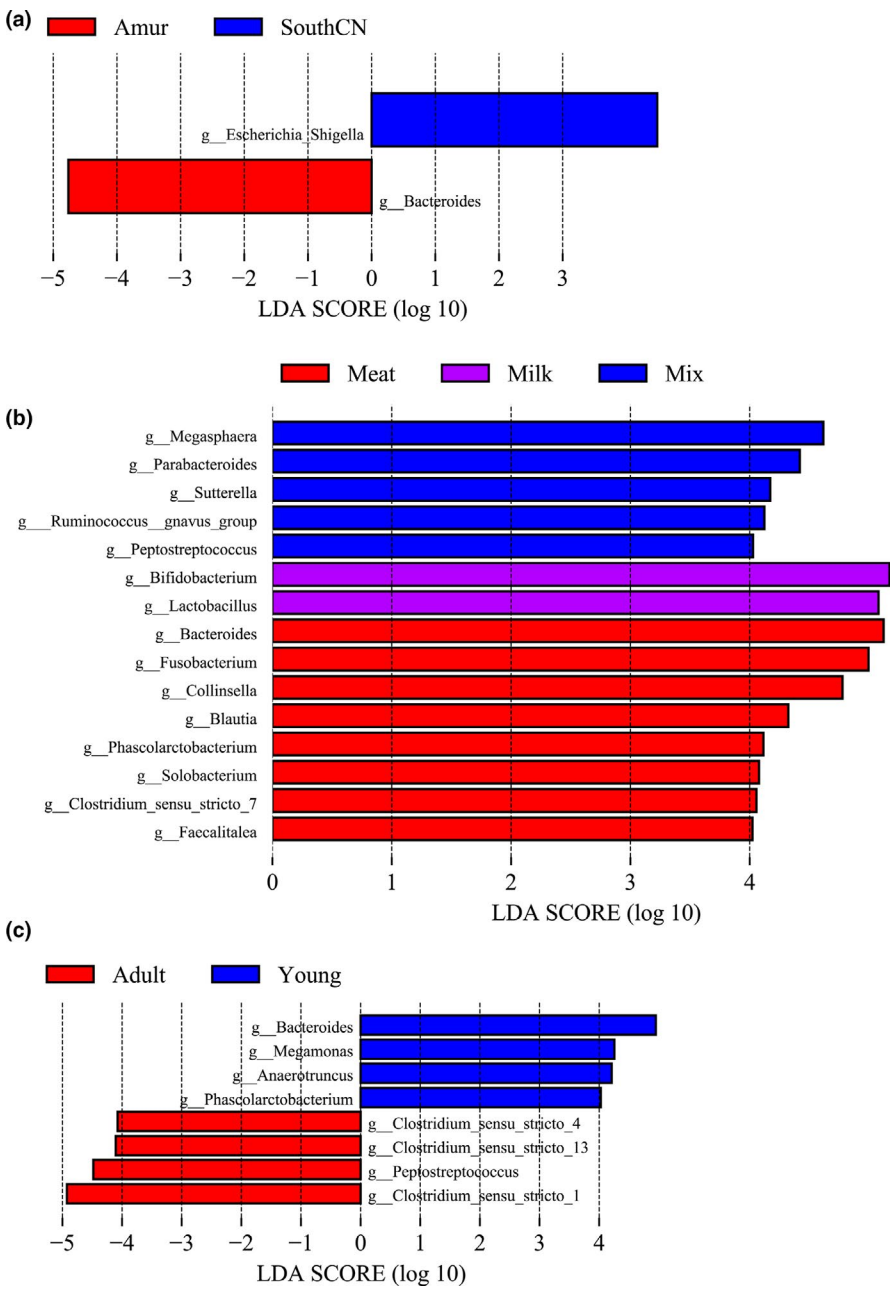 (a)
Amur SouthCN
g__Escherichia_Shigella
g__Bacteroides
−5 −4 −3 −2 −1 0 1 2 3
LDA SCORE (log 10)
Meat Milk Mix
(b)
g__Megasphaera
g__Parabacteroides
g__Sutterella
g___Ruminococcus__gnavus_group
g__Peptostreptococcus
g__Bifidobacterium
g__Lactobacillus
g__Bacteroides
g__Fusobacterium
g__Collinsella
g__Blautia
g__Phascolarctobacterium
g__Solobacterium
g__Clostridium_sensu_stricto_7
g__Faecalitalea
0 1 2 3 4
LDA SCORE (log 10)
(c)
Adult Young
g__Bacteroides
g__Megamonas
g__Anaerotruncus
g__Phascolarctobacterium
g__Clostridium_sensu_stricto_4
g__Clostridium_sensu_stricto_13
g__Peptostreptococcus
g__Clostridium_sensu_stricto_1
−5 −4 −3 −2 −1 0 1 2 3 4
LDA SCORE (log 10)